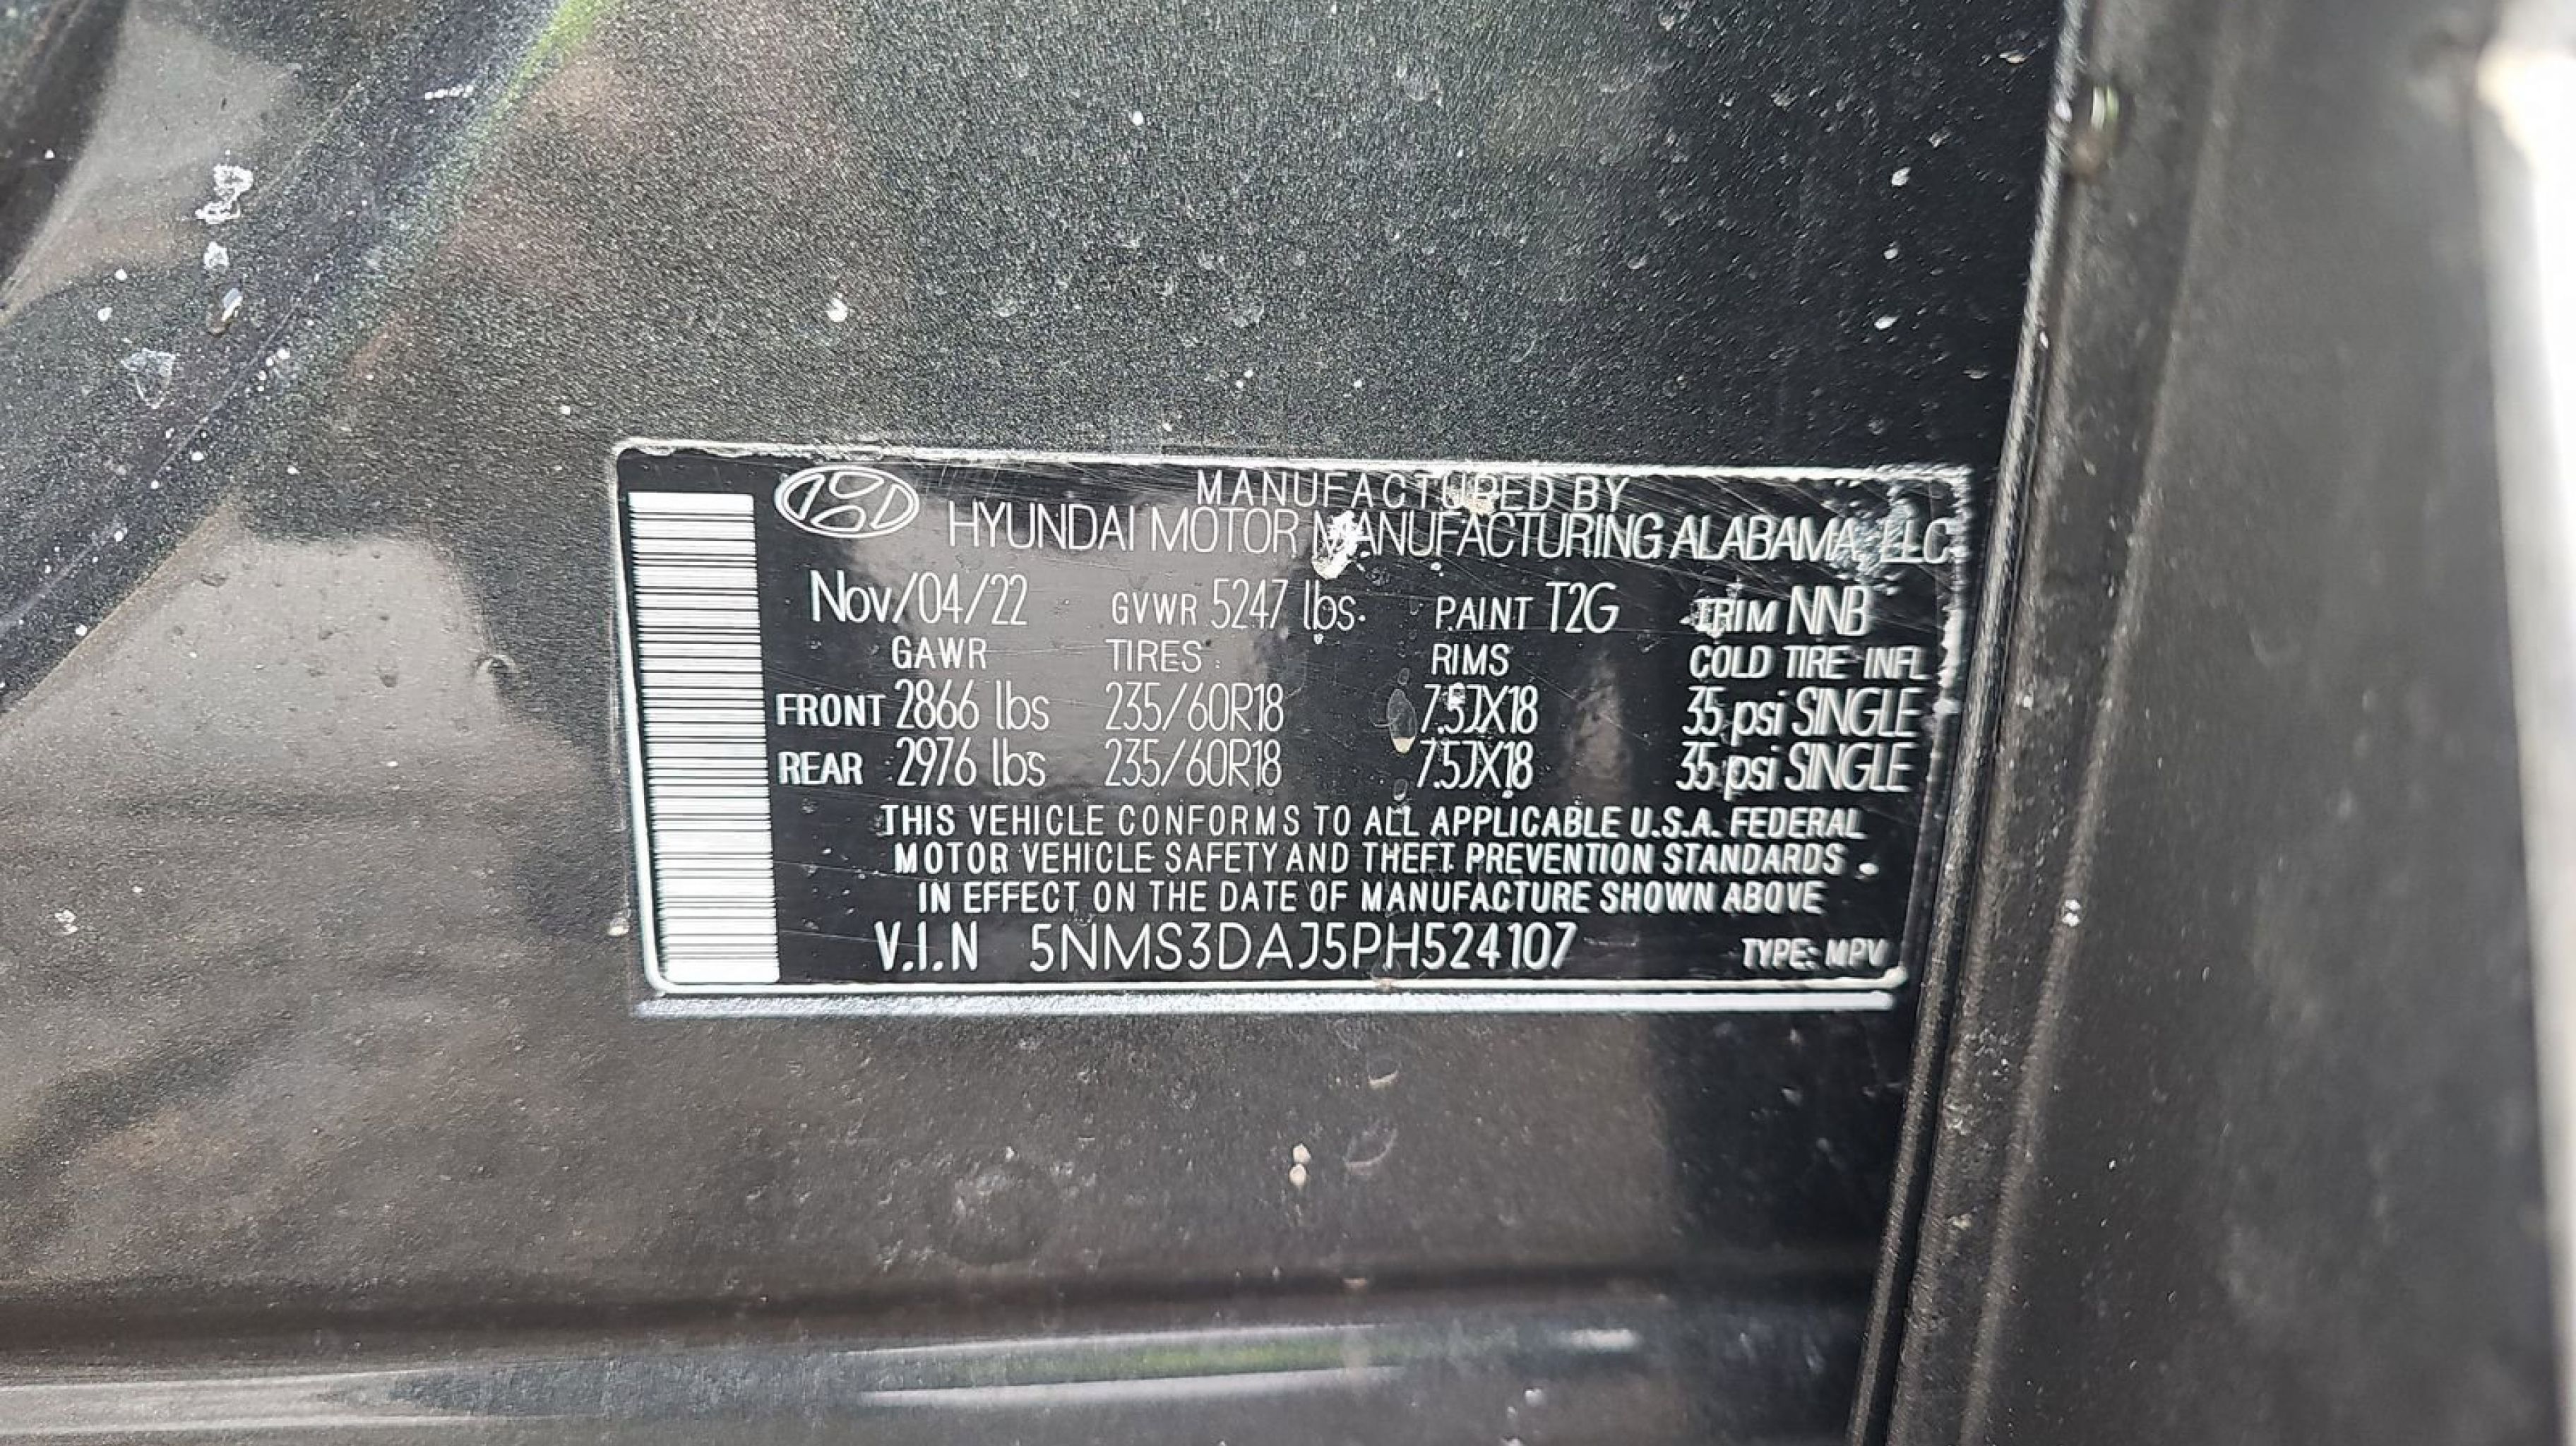 MANUFACTURED BY
HYUNDAI MOTOR MANUFACTURING ALABAMA, LLC
Nov/04/22 GVWR 5247 lbs. PAINT T2G TRIM NNB
GAWR TIRES RIMS COLD TIRE INFL
FRONT 2866 lbs 235/60R18 7.5JX18 35 psi SINGLE
REAR 2976 lbs 235/60R18 7.5JX18 35 psi SINGLE
THIS VEHICLE CONFORMS TO ALL APPLICABLE U.S.A. FEDERAL
MOTOR VEHICLE SAFETY AND THEFT PREVENTION STANDARDS
IN EFFECT ON THE DATE OF MANUFACTURE SHOWN ABOVE
V.I.N 5NMS3DAJ5PH524107 TYPE: MPV